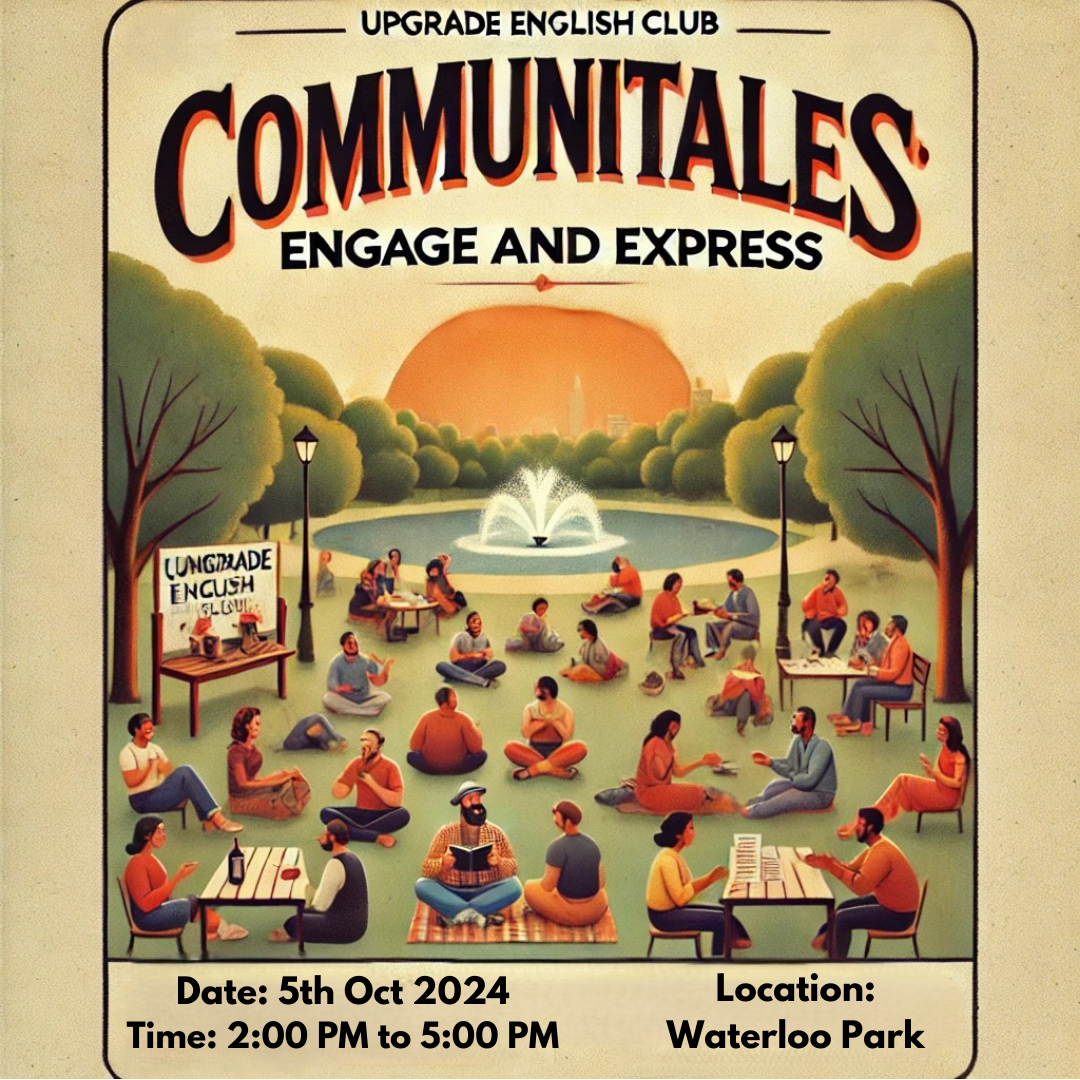 UPGRADE ENGLISH CLUB
COMMUNITALES
ENGAGE AND EXPRESS
Date: 5th Oct 2024
Time: 2:00 PM to 5:00 PM
Location:
Waterloo Park